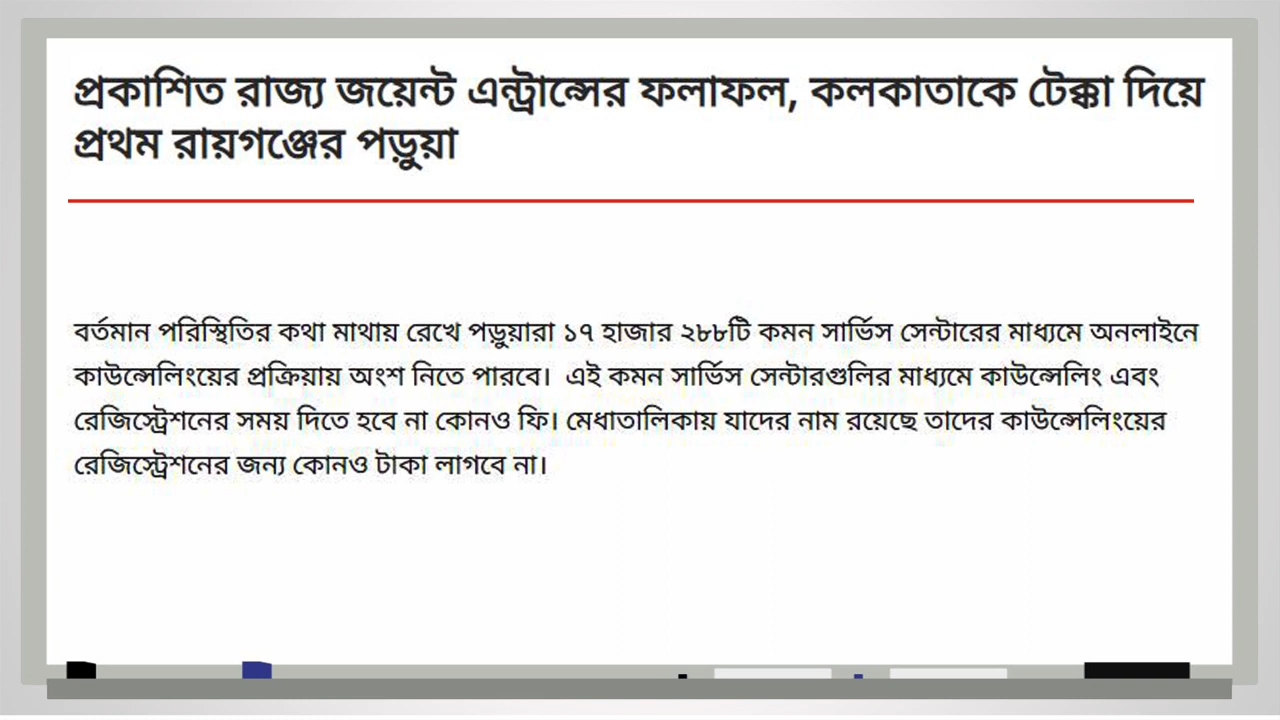 প্রকাশিত রাজ্য জয়েন্ট এন্ট্রান্সের ফলাফল, কলকাতাকে টেক্কা দিয়ে
প্রথম রায়গঞ্জের পড়ুয়া
বর্তমান পরিস্থিতির কথা মাথায় রেখে পড়ুয়ারা ১৭ হাজার ২৮৮টি কমন সার্ভিস সেন্টারের মাধ্যমে অনলাইনে
কাউন্সেলিংয়ের প্রক্রিয়ায় অংশ নিতে পারবে। এই কমন সার্ভিস সেন্টারগুলির মাধ্যমে কাউন্সেলিং এবং
রেজিস্ট্রেশনের সময় দিতে হবে না কোনও ফি। মেধাতালিকায় যাদের নাম রয়েছে তাদের কাউন্সেলিংয়ের
রেজিস্ট্রেশনের জন্য কোনও টাকা লাগবে না।